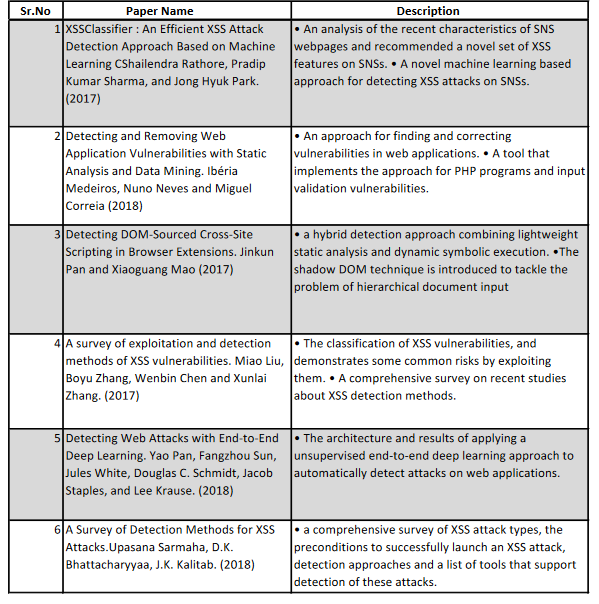 Sr.No Paper Name Description
1 XSSClassifier : An Efficient XSS Attack
Detection Approach Based on Machine
Learning CShailendra Rathore, Pradip
Kumar Sharma, and Jong Hyuk Park.
(2017)
• An analysis of the recent characteristics of SNS
webpages and recommended a novel set of XSS
features on SNSs. • A novel machine learning based
approach for detecting XSS attacks on SNSs.
2 Detecting and Removing Web
Application Vulnerabilities with Static
Analysis and Data Mining. Ibéria
Medeiros, Nuno Neves and Miguel
Correia (2018)
• An approach for finding and correcting
vulnerabilities in web applications. • A tool that
implements the approach for PHP programs and input
validation vulnerabilities.
3 Detecting DOM-Sourced Cross-Site
Scripting in Browser Extensions. Jinkun
Pan and Xiaoguang Mao (2017)
• a hybrid detection approach combining lightweight
static analysis and dynamic symbolic execution. •The
shadow DOM technique is introduced to tackle the
problem of hierarchical document input
4 A survey of exploitation and detection
methods of XSS vulnerabilities. Miao Liu,
Boyu Zhang, Wenbin Chen and Xunlai
Zhang. (2017)
• The classification of XSS vulnerabilities, and
demonstrates some common risks by exploiting
them. • A comprehensive survey on recent studies
about XSS detection methods.
5 Detecting Web Attacks with End-to-End
Deep Learning. Yao Pan, Fangzhou Sun,
Jules White, Douglas C. Schmidt, Jacob
Staples, and Lee Krause. (2018)
• The architecture and results of applying a
unsupervised end-to-end deep learning approach to
automatically detect attacks on web applications.
6 A Survey of Detection Methods for XSS
Attacks.Upasana Sarmaha, D.K.
Bhattacharyyaa, J.K. Kalitab. (2018)
• a comprehensive survey of XSS attack types, the
preconditions to successfully launch an XSS attack,
detection approaches and a list of tools that support
detection of these attacks.